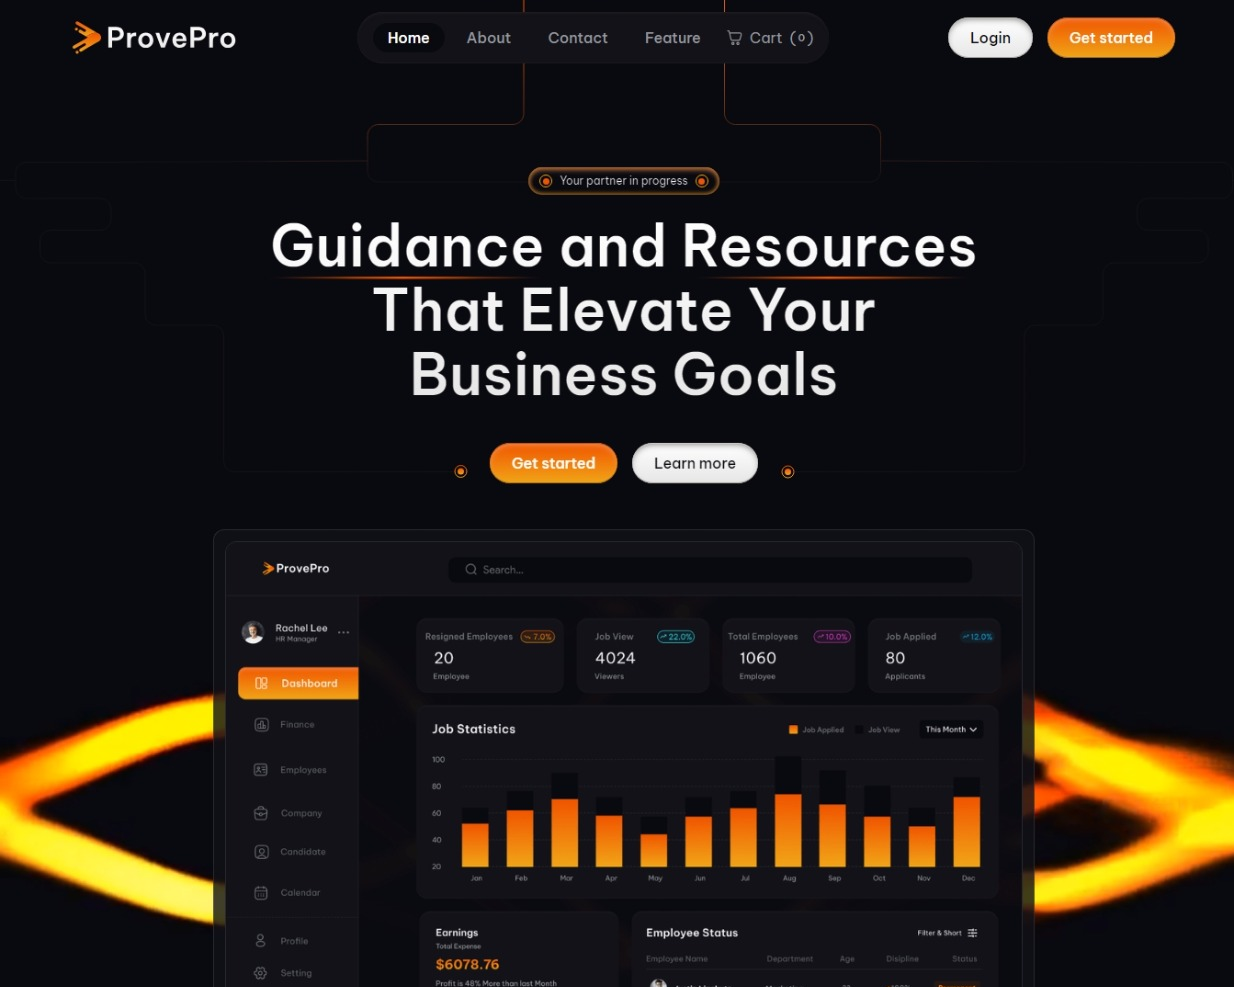 ProvePro
Home About Contact Feature Cart (0)
Login Get started
Your partner in progress
Guidance and Resources
That Elevate Your
Business Goals
Get started Learn more
ProvePro
Search...
Rachel Lee
HR Manager
Dashboard
Finance
Employees
Company
Candidate
Calendar
Profile
Setting
Resigned Employees 7.0%
20
Employee
Job View 22.0%
4024
Viewers
Total Employees 10.0%
1060
Employee
Job Applied 12.0%
80
Applicants
Job Statistics
Job Applied Job View This Month
100
80
60
40
20
Jan Feb Mar Apr May Jun Jul Aug Sep Oct Nov Dec
Earnings
Total Expense
$6078.76
Profit is 48% More than last Month
Employee Status
Filter & Short
Employee Name Department Age Disipline Status